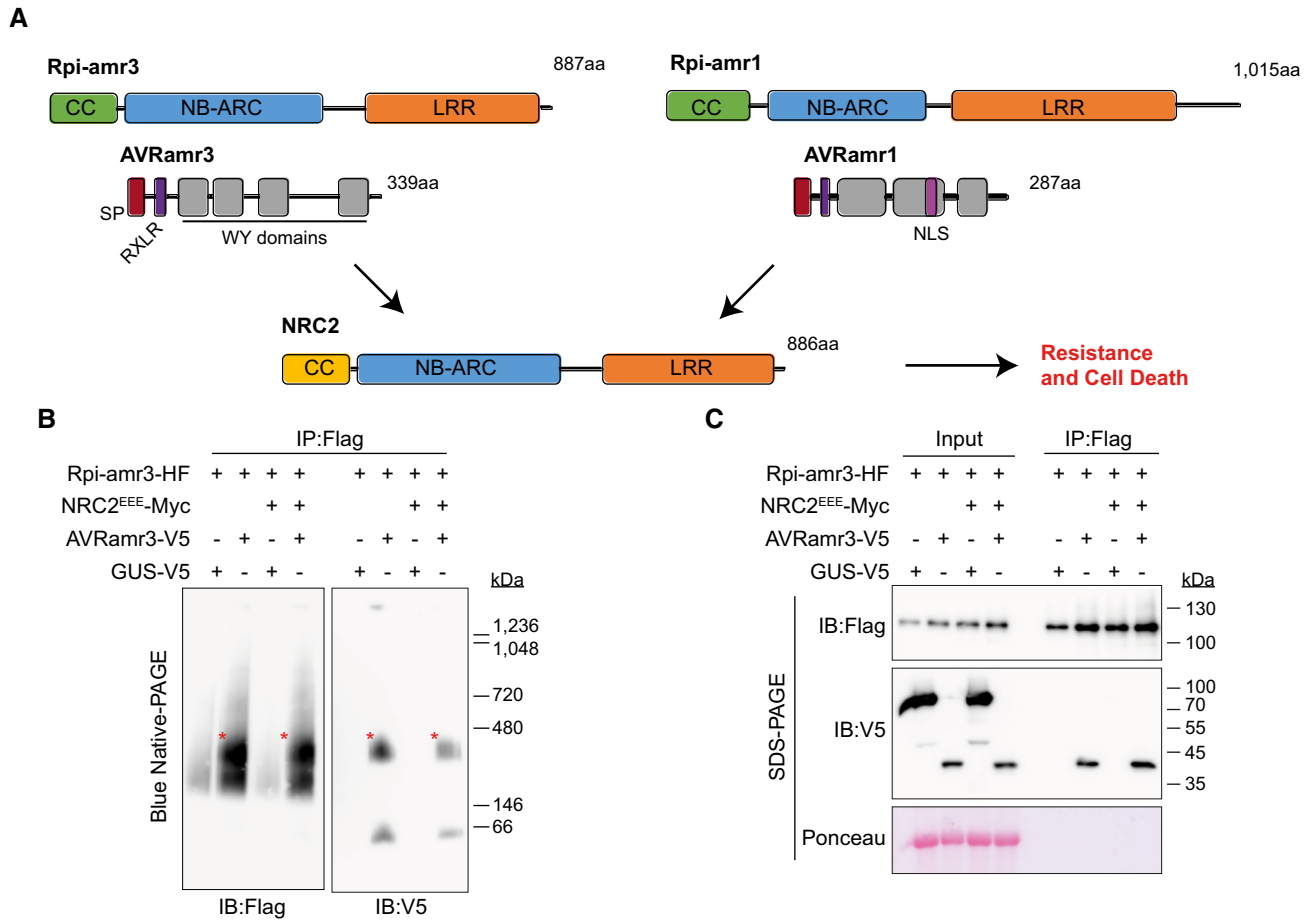 A
Rpi-amr3
887aa
CC NB-ARC LRR
Rpi-amr1
1,015aa
CC NB-ARC LRR
AVRamr3
339aa
SP
RXLR
WY domains
AVRamr1
287aa
NLS
NRC2
886aa
CC NB-ARC LRR
Resistance
and Cell Death
B
IP:Flag
Rpi-amr3-HF + + + + + + + +
NRC2EEE-Myc + + + +
AVRamr3-V5 - + - + - + - +
GUS-V5 + - + - + - + -
kDa
1,236
1,048
720
480
146
66
* * * *
Blue Native-PAGE
IB:Flag IB:V5
C
Input IP:Flag
Rpi-amr3-HF + + + + + + + +
NRC2EEE-Myc + + + +
AVRamr3-V5 - + - + - + - +
GUS-V5 + - + - + - + -
kDa
SDS-PAGE
IB:Flag
130
100
IB:V5
100
70
55
45
35
Ponceau